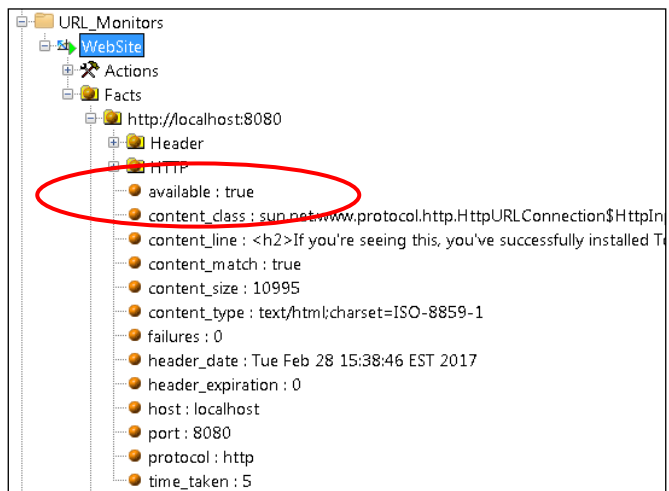 URL_Monitors
WebSite
Actions
Facts
http://localhost:8080
Header
HTTP
available : true
content_class : sun.net.www.protocol.http.HttpURLConnection$HttpInp
content_line : <h2>If you're seeing this, you've successfully installed To
content_match : true
content_size : 10995
content_type : text/html;charset=ISO-8859-1
failures : 0
header_date : Tue Feb 28 15:38:46 EST 2017
header_expiration : 0
host : localhost
port : 8080
protocol : http
time_taken : 5